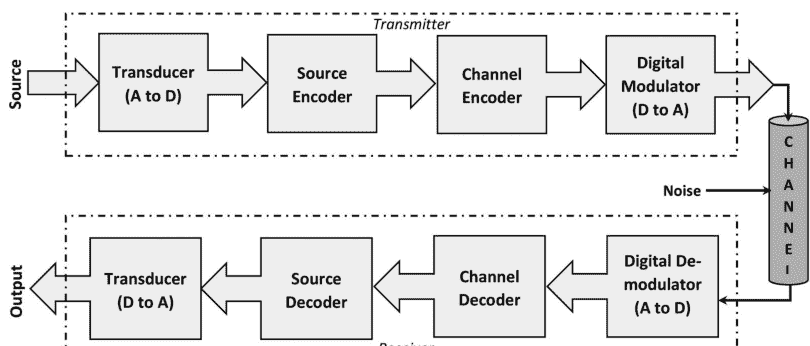 Transmitter
Source
Transducer
(A to D)
Source
Encoder
Channel
Encoder
Digital
Modulator
(D to A)
C
H
A
N
N
E
Noise
Output
Transducer
(D to A)
Source
Decoder
Channel
Decoder
Digital De-
modulator
(A to D)